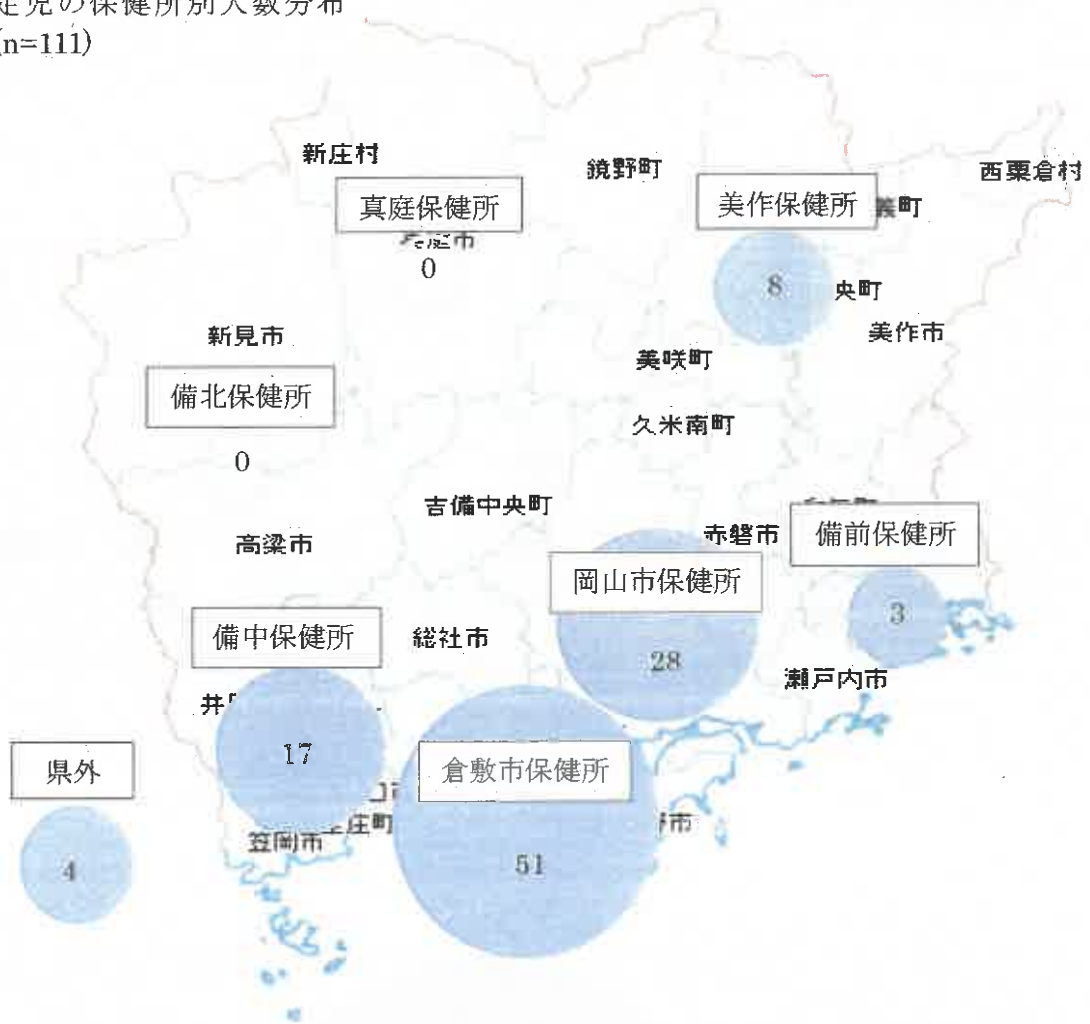 児の保健所別人数分布
(n=111)
新庄村
鏡野町
西粟倉村
真庭保健所
美作保健所
0
8
央町
新見市
美作市
美咲町
備北保健所
久米南町
0
吉備中央町
高梁市
赤磐市
備前保健所
岡山市保健所
備中保健所
総社市
3
28
瀬戸内市
17
県外
倉敷市保健所
笠岡市
庄町
4
51